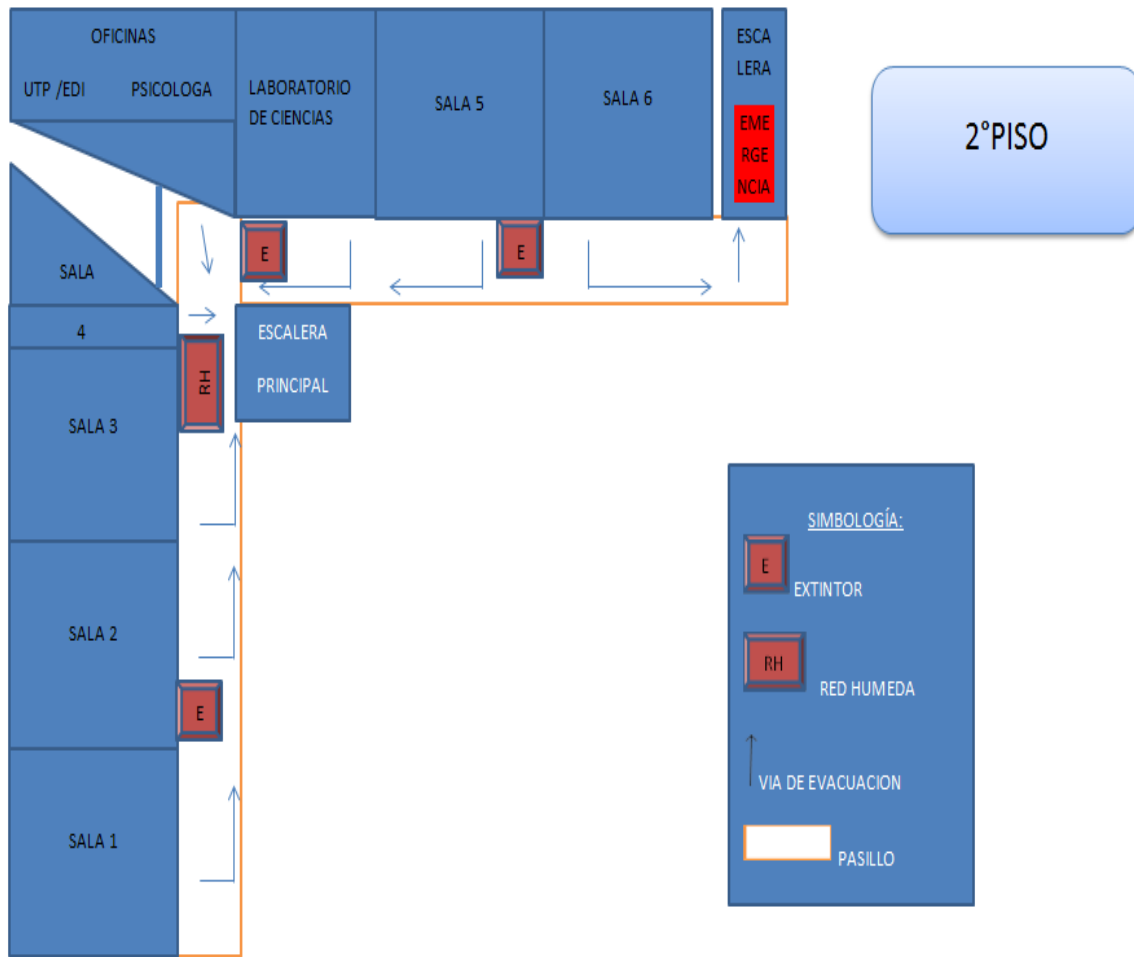 OFICINAS
UTP /EDI PSICOLOGA
LABORATORIO
DE CIENCIAS
SALA 5
SALA 6
ESCA
LERA
EME
RGE
NCIA
2°PISO
E
E
SALA
4
ESCALERA
PRINCIPAL
RH
SALA 3
SALA 2
E
SALA 1
SIMBOLOGÍA:
E
EXTINTOR
RH
RED HUMEDA
VIA DE EVACUACION
PASILLO